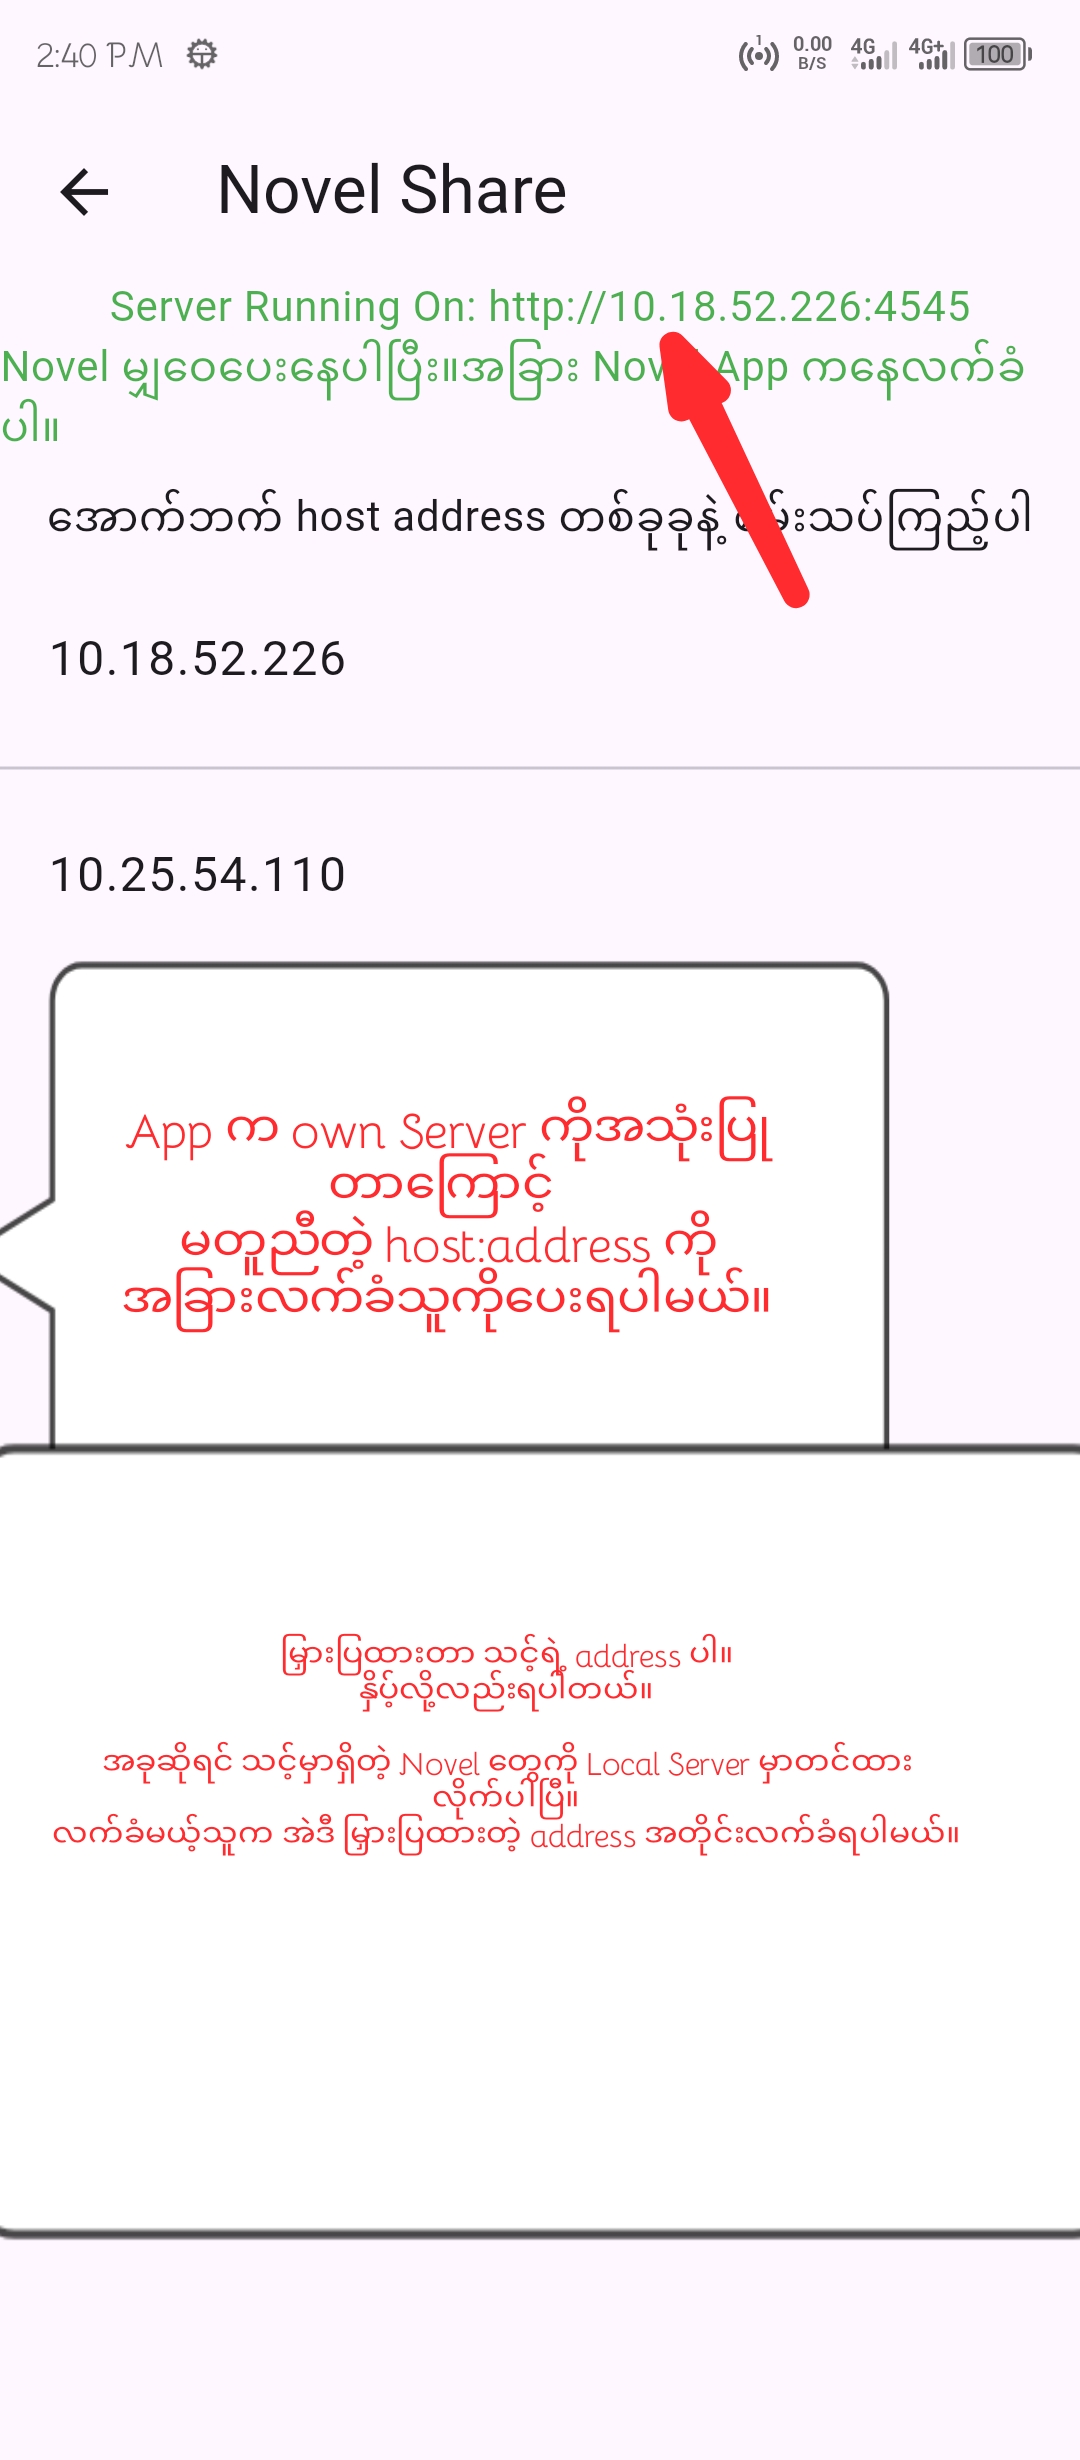 2:40 PM
1
0.00
B/S
4G
4G+
100
Novel Share
Server Running On: http://10.18.52.226:4545
Novel မျှဝေပေးနေပါပြီ။အခြား App ကနေလက်ခံ
ပါ။
အောက်ဘက် host address တစ်ခုခုနဲ့ ကြည့်ပါ
10.18.52.226
10.25.54.110
App က own Server ကိုအသုံးပြု
တာကြောင့်
မတူညီတဲ့ host:address ကို
အခြားလက်ခံသူကိုပေးရပါမယ်။
မြှားပြထားတာ သင့်ရဲ့ address ပါ။
နှိပ့်လို့လည်းရပါတယ်။
အခုဆိုရင် သင့်မှာရှိတဲ့ Novel တွေကို Local Server မှာတင်ထား
လိုက်ပါပြီ။
လက်ခံမယ့်သူက အဲဒီ မြှားပြထားတဲ့ address အတိုင်းလက်ခံရပါမယ်။